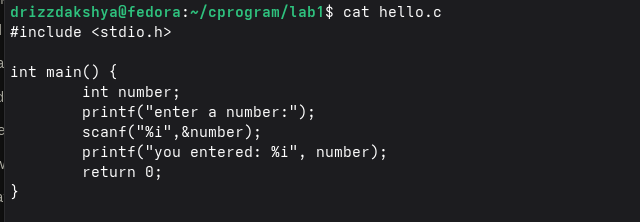 drizzdakshya@fedora:~/cprogram/lab1$ cat hello.c
#include <stdio.h>

int main() {
        int number;
        printf("enter a number:");
        scanf("%i",&number);
        printf("you entered: %i", number);
        return 0;
}